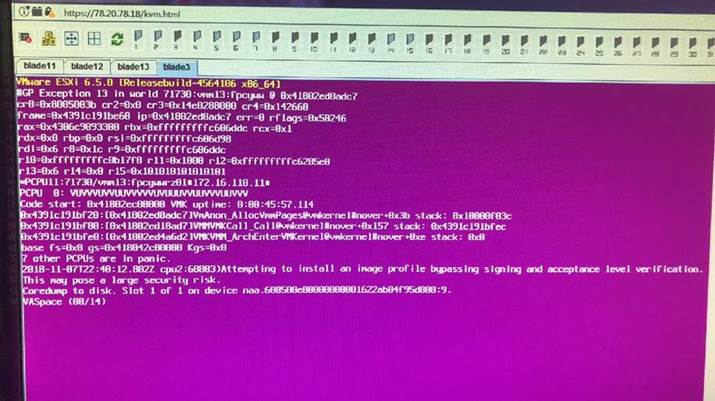 https://78.20.78.18/kvm.html
1 2 3 4 5 6 7 8 9 10 11 12 13 14 15 16 17 18 19 20 21 22 23 24 25 26 27 28 29 30 31
blade11 blade12 blade13 blade3
VMware ESXi 6.5.0 [Releasebuild-4564106 x86_64]
#GP Exception 13 in world 71730:vmm13:fpcyww @ 0x41802ed8adc7
cr0=0x8005003b cr2=0x0 cr3=0x14e0288000 cr4=0x142660
frame=0x4391c191be60 ip=0x41802ed8adc7 err=0 rflags=0x50246
rax=0x4306c9093380 rbx=0xfffffffffc606ddc rcx=0x1
rdx=0x0 rbp=0x0 rsi=0xfffffffffc606d98
rdi=0x6 r8=0x1c r9=0xfffffffffc606ddc
r10=0xfffffffffc0b17f8 r11=0x1000 r12=0xfffffffffc6205e0
r13=0x6 r14=0x0 r15=0x101010101010101
*PCPU11:71730/vmm13:fpcyuwrz01*172.16.110.11*
PCPU 0:
Code start: 0x41802ec00000 VMK uptime: 0:00:45:57.114
0x4391c191bf20:[0x41802ed8adc7]VmAnon_AllocVmmPages@vmkernel#nover+0x3b stack: 0x10000f03c
0x4391c191bf80:[0x41802ed18ad7]VMMVMKCall_Call@vmkernel#nover+0x157 stack: 0x4391c191bfec
0x4391c191bfe0:[0x41802ed4a6d2]VMKVMM_ArchEnterVMKernel@vmkernel#nover+0xe stack: 0x0
base fs=0x0 gs=0x418042c00000 Kgs=0x0
7 other PCPUs are in panic.
2018-11-07T22:40:12.802Z cpu2:68883)Attempting to install an image profile bypassing signing and acceptance level verification.
This may pose a large security risk.
Coredump to disk. Slot 1 of 1 on device naa.600508e0000000001622ab04f95d808:9.
VASpace (08/14)